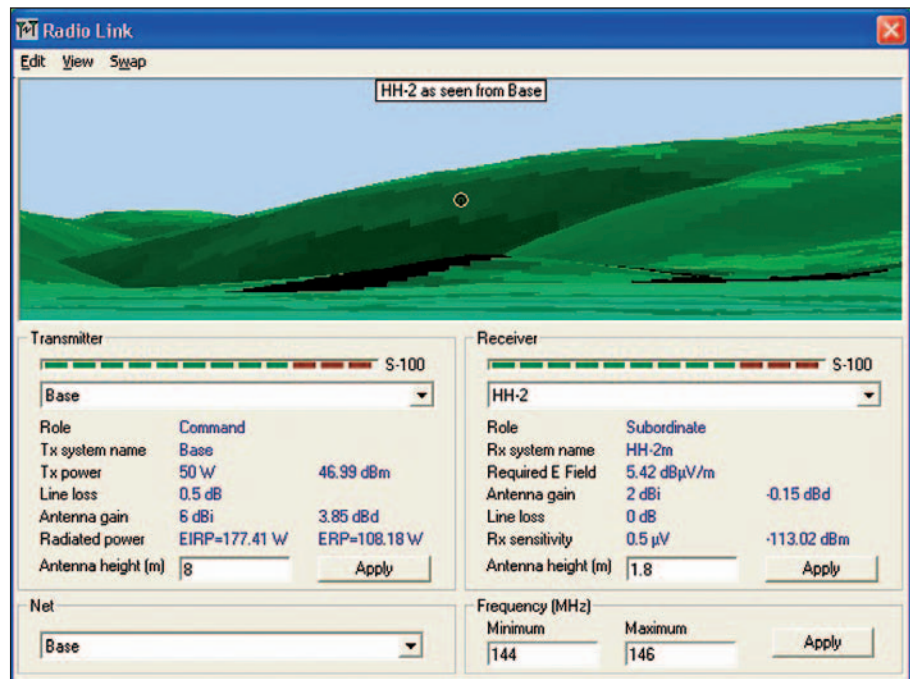 Radio Link
Edit View Swap
HH-2 as seen from Base
Transmitter
S-100
Base
Role Command
Tx system name Base
Tx power 50 W 46.99 dBm
Line loss 0.5 dB
Antenna gain 6 dBi 3.85 dBd
Radiated power EIRP=177.41 W ERP=108.18 W
Antenna height (m) 8 Apply
Receiver
S-100
HH-2
Role Subordinate
Rx system name HH-2m
Required E Field 5.42 dBµV/m
Antenna gain 2 dBi -0.15 dBd
Line loss 0 dB
Rx sensitivity 0.5 µV -113.02 dBm
Antenna height (m) 1.8 Apply
Net
Base
Frequency (MHz)
Minimum Maximum
144 146 Apply